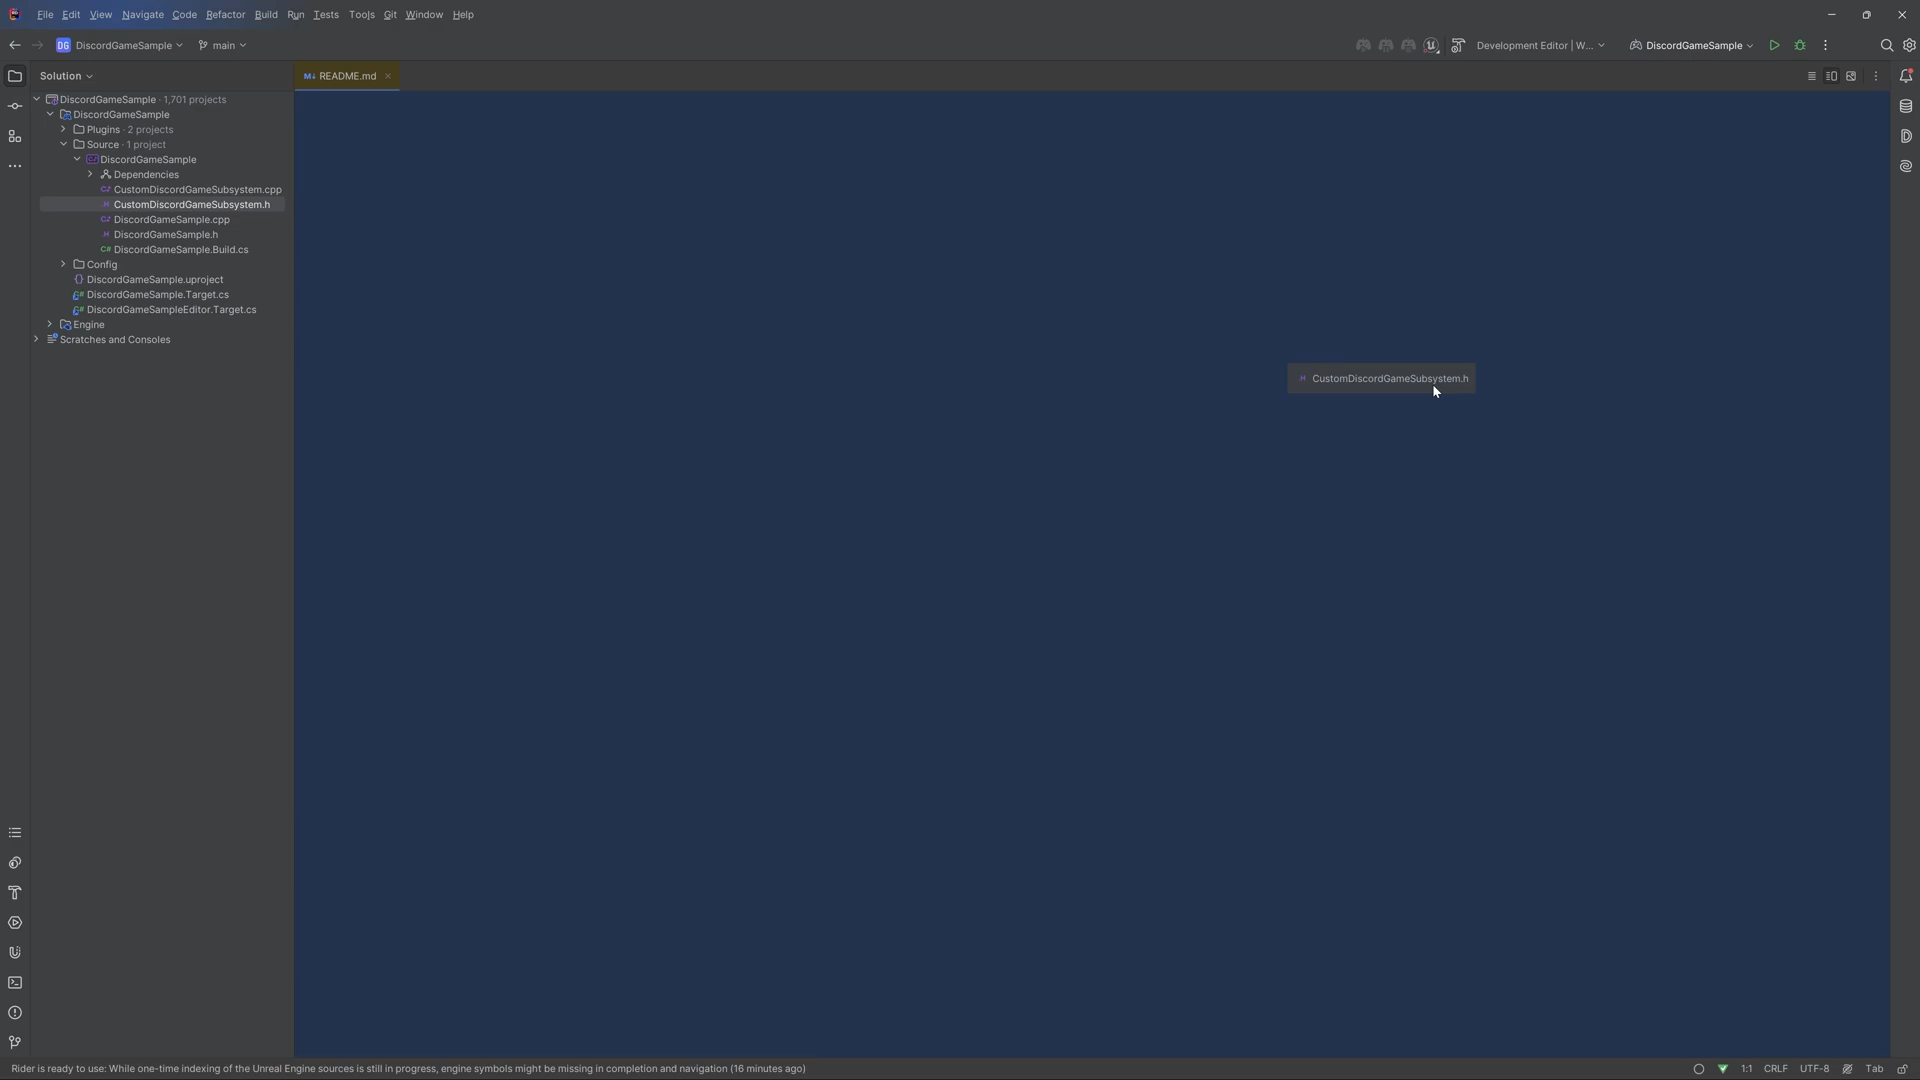 File Edit View Navigate Code Refactor Build Run Tests Tools Git Window Help
DG DiscordGameSample main Development Editor | W... DiscordGameSample
Solution
README.md
DiscordGameSample · 1,701 projects
DiscordGameSample
Plugins · 2 projects
Source · 1 project
DiscordGameSample
Dependencies
C++ CustomDiscordGameSubsystem.cpp
H CustomDiscordGameSubsystem.h
C++ DiscordGameSample.cpp
H DiscordGameSample.h
C# DiscordGameSample.Build.cs
Config
{} DiscordGameSample.uproject
C# DiscordGameSample.Target.cs
C# DiscordGameSampleEditor.Target.cs
Engine
Scratches and Consoles
H CustomDiscordGameSubsystem.h
Rider is ready to use: While one-time indexing of the Unreal Engine sources is still in progress, engine symbols might be missing in completion and navigation (16 minutes ago)
1:1 CRLF UTF-8 Tab